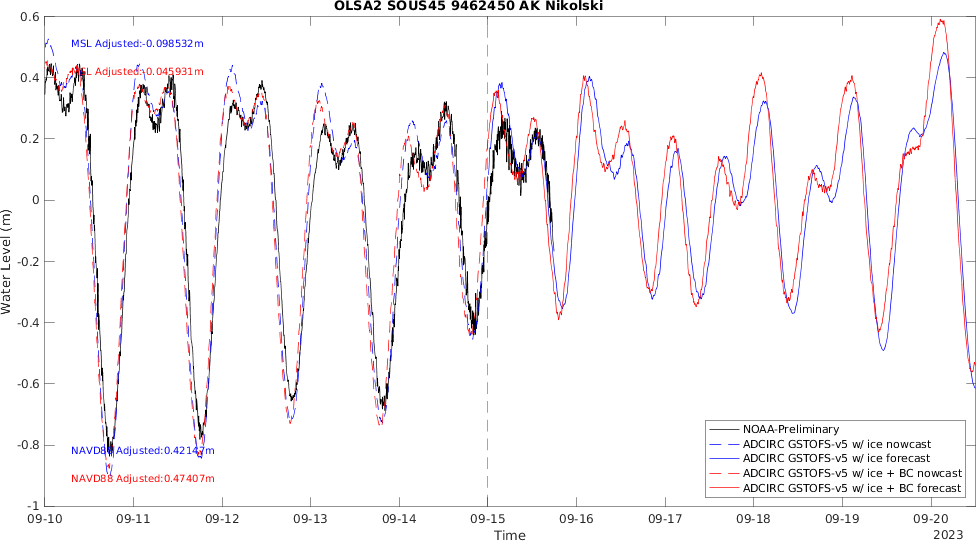 OLSA2 SOUS45 9462450 AK Nikolski
MSL Adjusted:-0.098532m
MSL Adjusted:-0.045931m
NAVD88 Adjusted:0.42147m
NAVD88 Adjusted:0.47407m
Water Level (m)
0.6
0.4
0.2
0
-0.2
-0.4
-0.6
-0.8
-1
NOAA-Preliminary
ADCIRC GSTOFS-v5 w/ ice nowcast
ADCIRC GSTOFS-v5 w/ ice forecast
ADCIRC GSTOFS-v5 w/ ice + BC nowcast
ADCIRC GSTOFS-v5 w/ ice + BC forecast
09-10 09-11 09-12 09-13 09-14 09-15 09-16 09-17 09-18 09-19 09-20
Time
2023